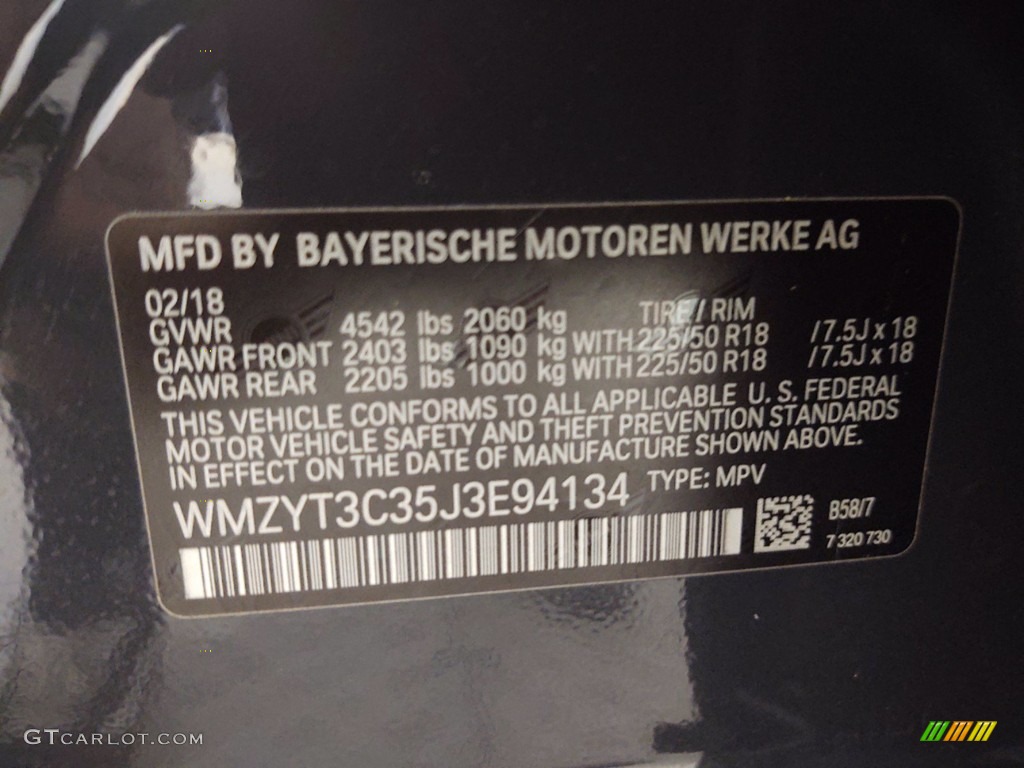 MFD BY BAYERISCHE MOTOREN WERKE AG
02/18 TIRE / RIM
GVWR 4542 lbs 2060 kg
GAWR FRONT 2403 lbs 1090 kg WITH 225/50 R18 /7.5J x 18
GAWR REAR 2205 lbs 1000 kg WITH 225/50 R18 /7.5J x 18
THIS VEHICLE CONFORMS TO ALL APPLICABLE U. S. FEDERAL
MOTOR VEHICLE SAFETY AND THEFT PREVENTION STANDARDS
IN EFFECT ON THE DATE OF MANUFACTURE SHOWN ABOVE.
WMZYT3C35J3E94134 TYPE: MPV
B58/7
7 320 730
GTCARLOT.COM